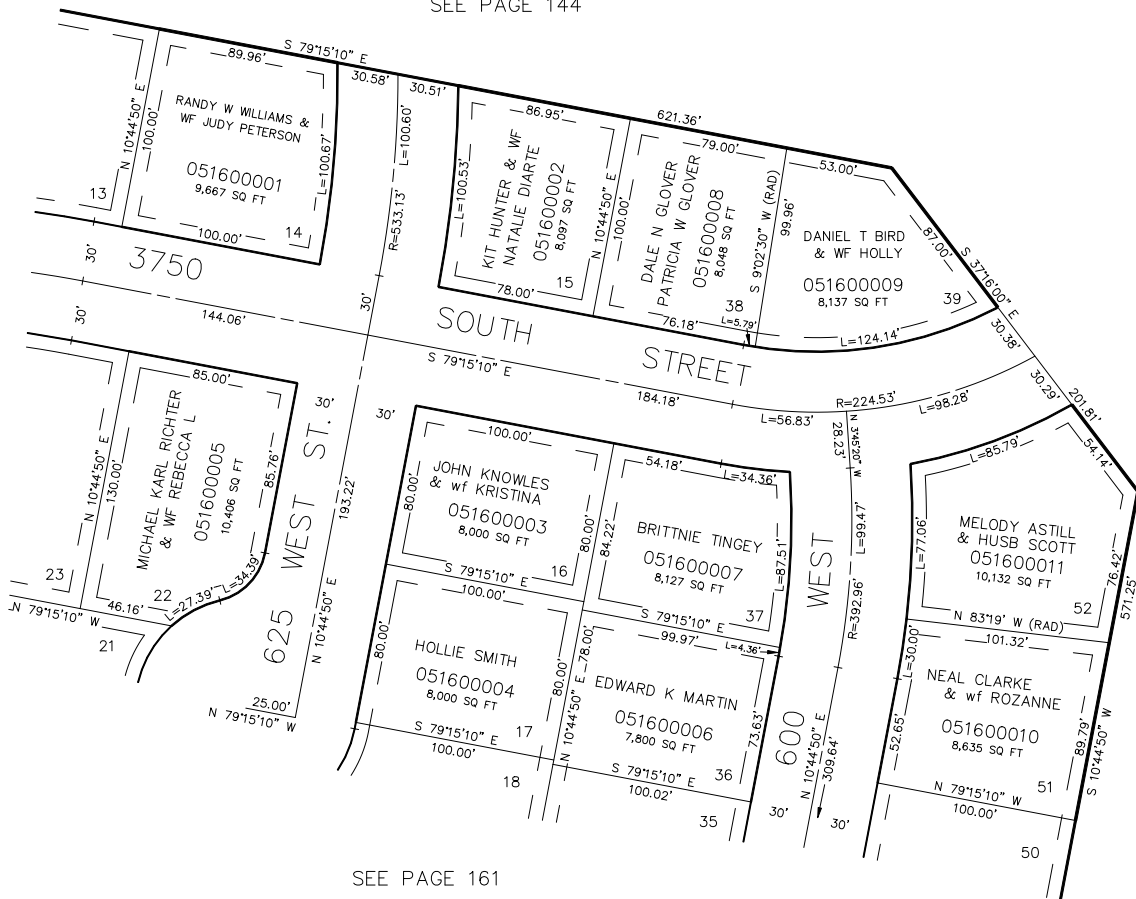 SEE PAGE 144
S 79°15'10" E
89.96'
30.58'
30.51'
621.36'
N 10°44'50" E
100.00'
RANDY W WILLIAMS &
WF JUDY PETERSON
051600001
9,667 SQ FT
L=100.67'
13
14
100.00'
L=100.60'
R=533.13'
L=100.53'
86.95'
KIT HUNTER & WF
NATALIE DIARTE
051600002
8,097 SQ FT
15
78.00'
N 10°44'50" E
79.00'
100.00'
DALE N GLOVER
PATRICIA W GLOVER
051600008
8,048 SQ FT
38
76.18'
L=5.79'
S 9°02'30" W (RAD)
99.96'
53.00'
DANIEL T BIRD
& WF HOLLY
051600009
8,137 SQ FT
39
87.00'
S 37°16'00" E
L=124.14'
30'
3750
SOUTH
STREET
30'
144.06'
30'
30'
S 79°15'10" E
184.18'
L=56.83'
R=224.53'
L=98.28'
30.38'
30.29'
201.81'
85.00'
N 10°44'50" E
130.00'
MICHAEL KARL RICHTER
& WF REBECCA L
051600005
10,406 SQ FT
85.76'
L=34.39'
L=27.39'
46.16'
22
23
N 79°15'10" W
21
30'
30'
625 WEST ST.
193.22'
N 10°44'50" E
25.00'
N 79°15'10" W
100.00'
80.00'
JOHN KNOWLES
& wf KRISTINA
051600003
8,000 SQ FT
16
80.00'
S 79°15'10" E
100.00'
54.18'
L=34.36'
84.22'
BRITTNIE TINGEY
051600007
8,127 SQ FT
37
L=87.51'
S 79°15'10" E
99.97'
L=4.36'
N 3°45'20" W
28.23'
L=99.47'
R=392.96'
600 WEST
N 10°44'50" E
309.64'
30'
30'
L=85.79'
54.14'
L=77.06'
MELODY ASTILL
& HUSB SCOTT
051600011
10,132 SQ FT
52
76.42'
571.25'
N 83°19' W (RAD)
101.32'
80.00'
HOLLIE SMITH
051600004
8,000 SQ FT
17
80.00'
S 79°15'10" E
100.00'
18
N 10°44'50" E
78.00'
EDWARD K MARTIN
051600006
7,800 SQ FT
36
73.63'
S 79°15'10" E
100.02'
35
L=30.00'
52.65'
NEAL CLARKE
& wf ROZANNE
051600010
8,635 SQ FT
51
89.79'
S 10°44'50" W
N 79°15'10" W
100.00'
50
SEE PAGE 161